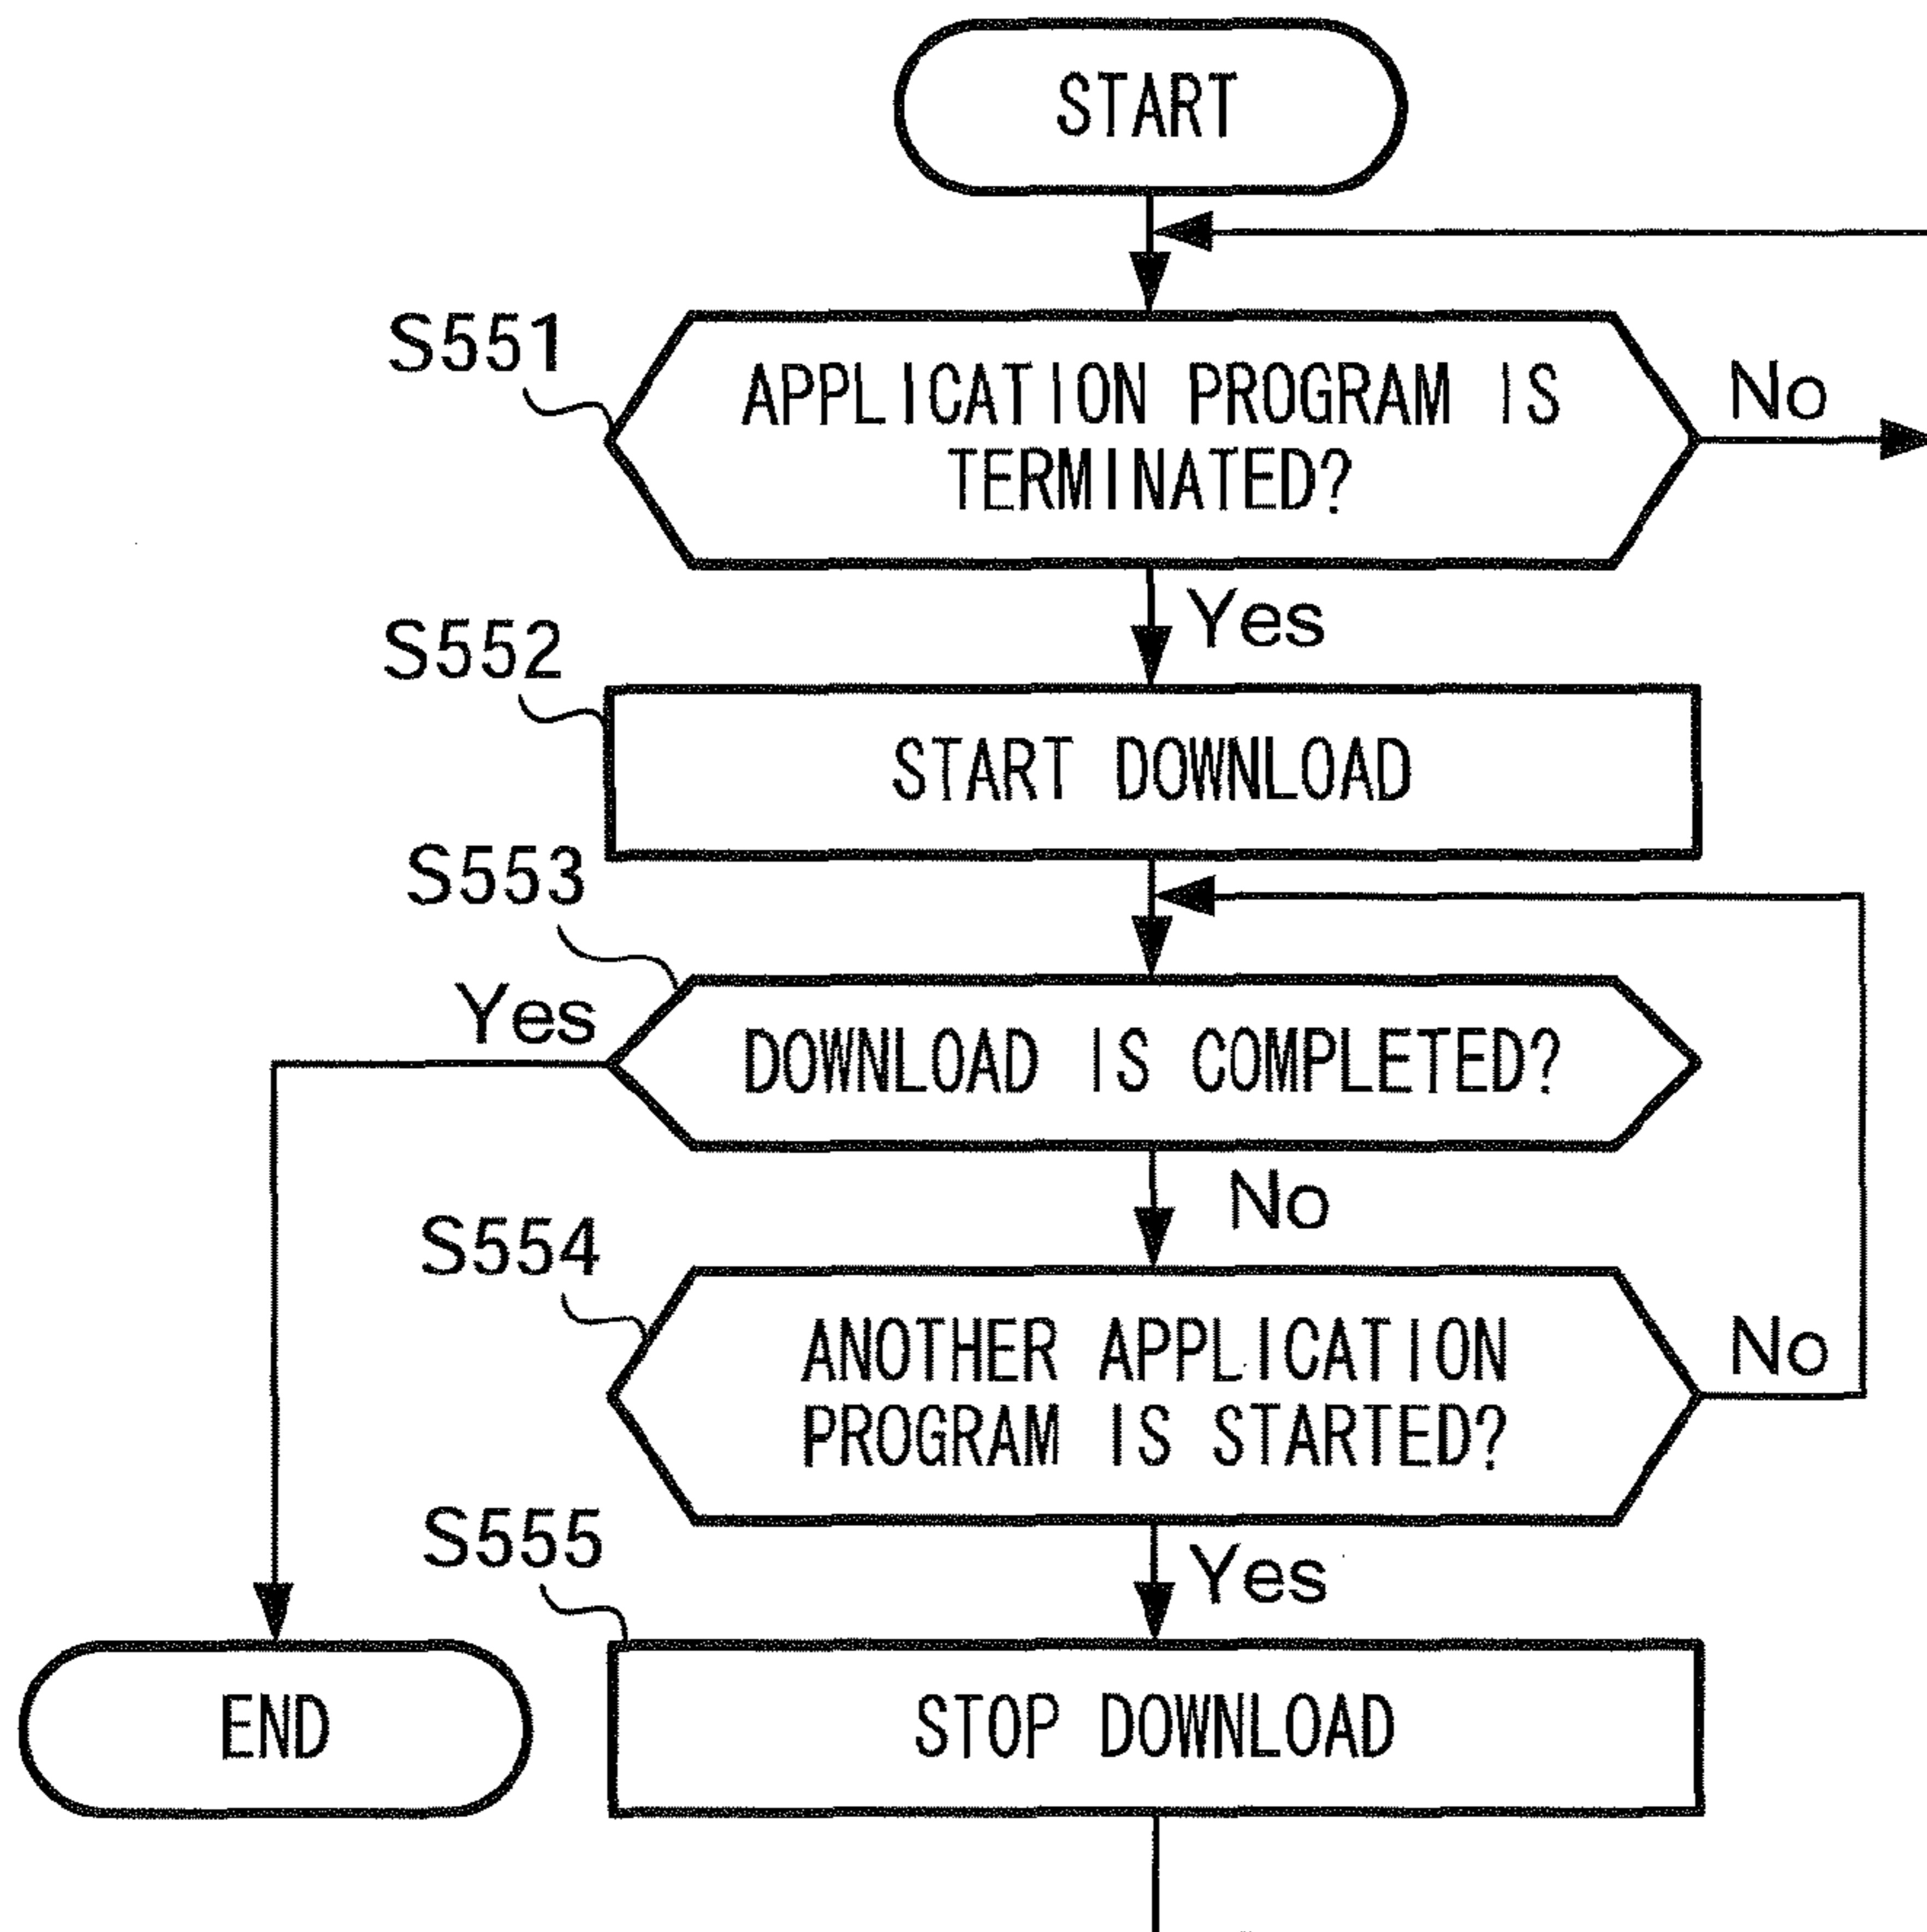 START
S551
APPLICATION PROGRAM IS
TERMINATED?
No
Yes
S552
START DOWNLOAD
S553
Yes
DOWNLOAD IS COMPLETED?
No
S554
ANOTHER APPLICATION
PROGRAM IS STARTED?
No
S555
Yes
END
STOP DOWNLOAD